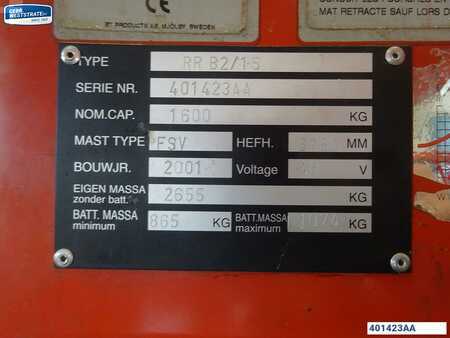 GEBR.
WESTSTRATE
CE
BT PRODUCTS AB, MJÖLBY, SWEDEN
MAT RETRACTE SAUF LORS D
TYPE RR B2/15
SERIE NR. 401423AA
NOM.CAP. 1600 KG
MAST TYPE FSV HEFH. MM
BOUWJR. 2001 Voltage V
EIGEN MASSA 2655 KG
zonder batt.
BATT. MASSA 865 KG BATT.MASSA KG
minimum maximum
401423AA